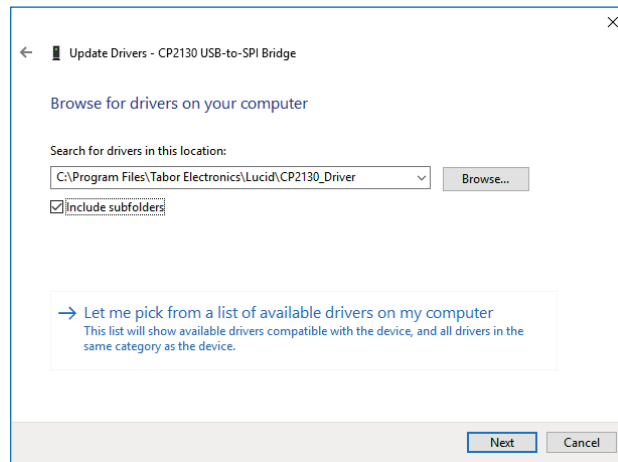 Update Drivers - CP2130 USB-to-SPI Bridge
Browse for drivers on your computer
Search for drivers in this location:
C:\Program Files\Tabor Electronics\Lucid\CP2130_Driver
Browse...
Include subfolders
Let me pick from a list of available drivers on my computer
This list will show available drivers compatible with the device, and all drivers in the
same category as the device.
Next
Cancel